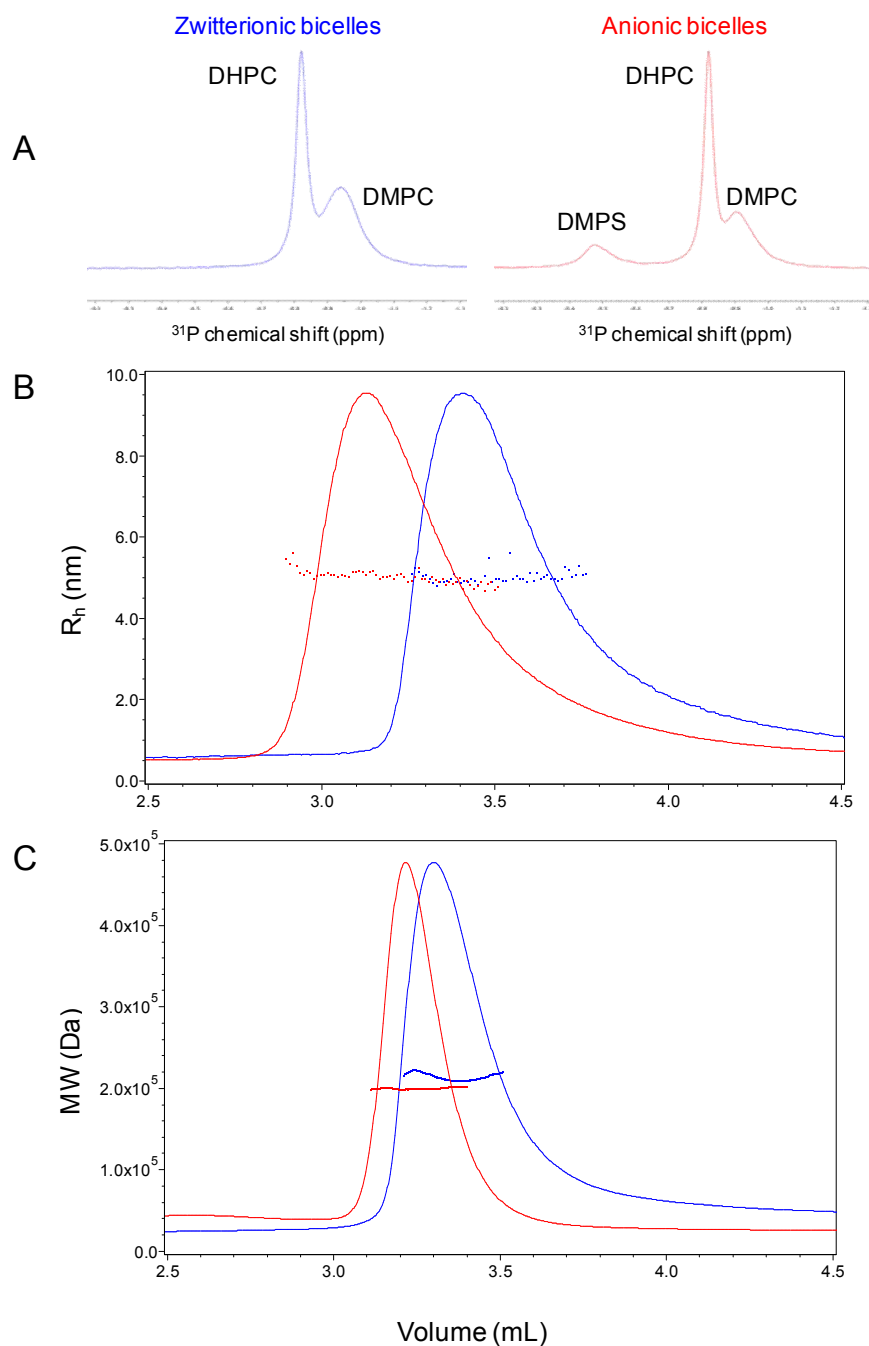 Zwitterionic bicelles
Anionic bicelles
A
DHPC
DMPC
DHPC
DMPS
DMPC
³¹P chemical shift (ppm)
³¹P chemical shift (ppm)
B
10.0
8.0
6.0
4.0
2.0
0.0
Rₕ (nm)
2.5 3.0 3.5 4.0 4.5
C
5.0x10⁵
4.0x10⁵
3.0x10⁵
2.0x10⁵
1.0x10⁵
0.0
MW (Da)
2.5 3.0 3.5 4.0 4.5
Volume (mL)